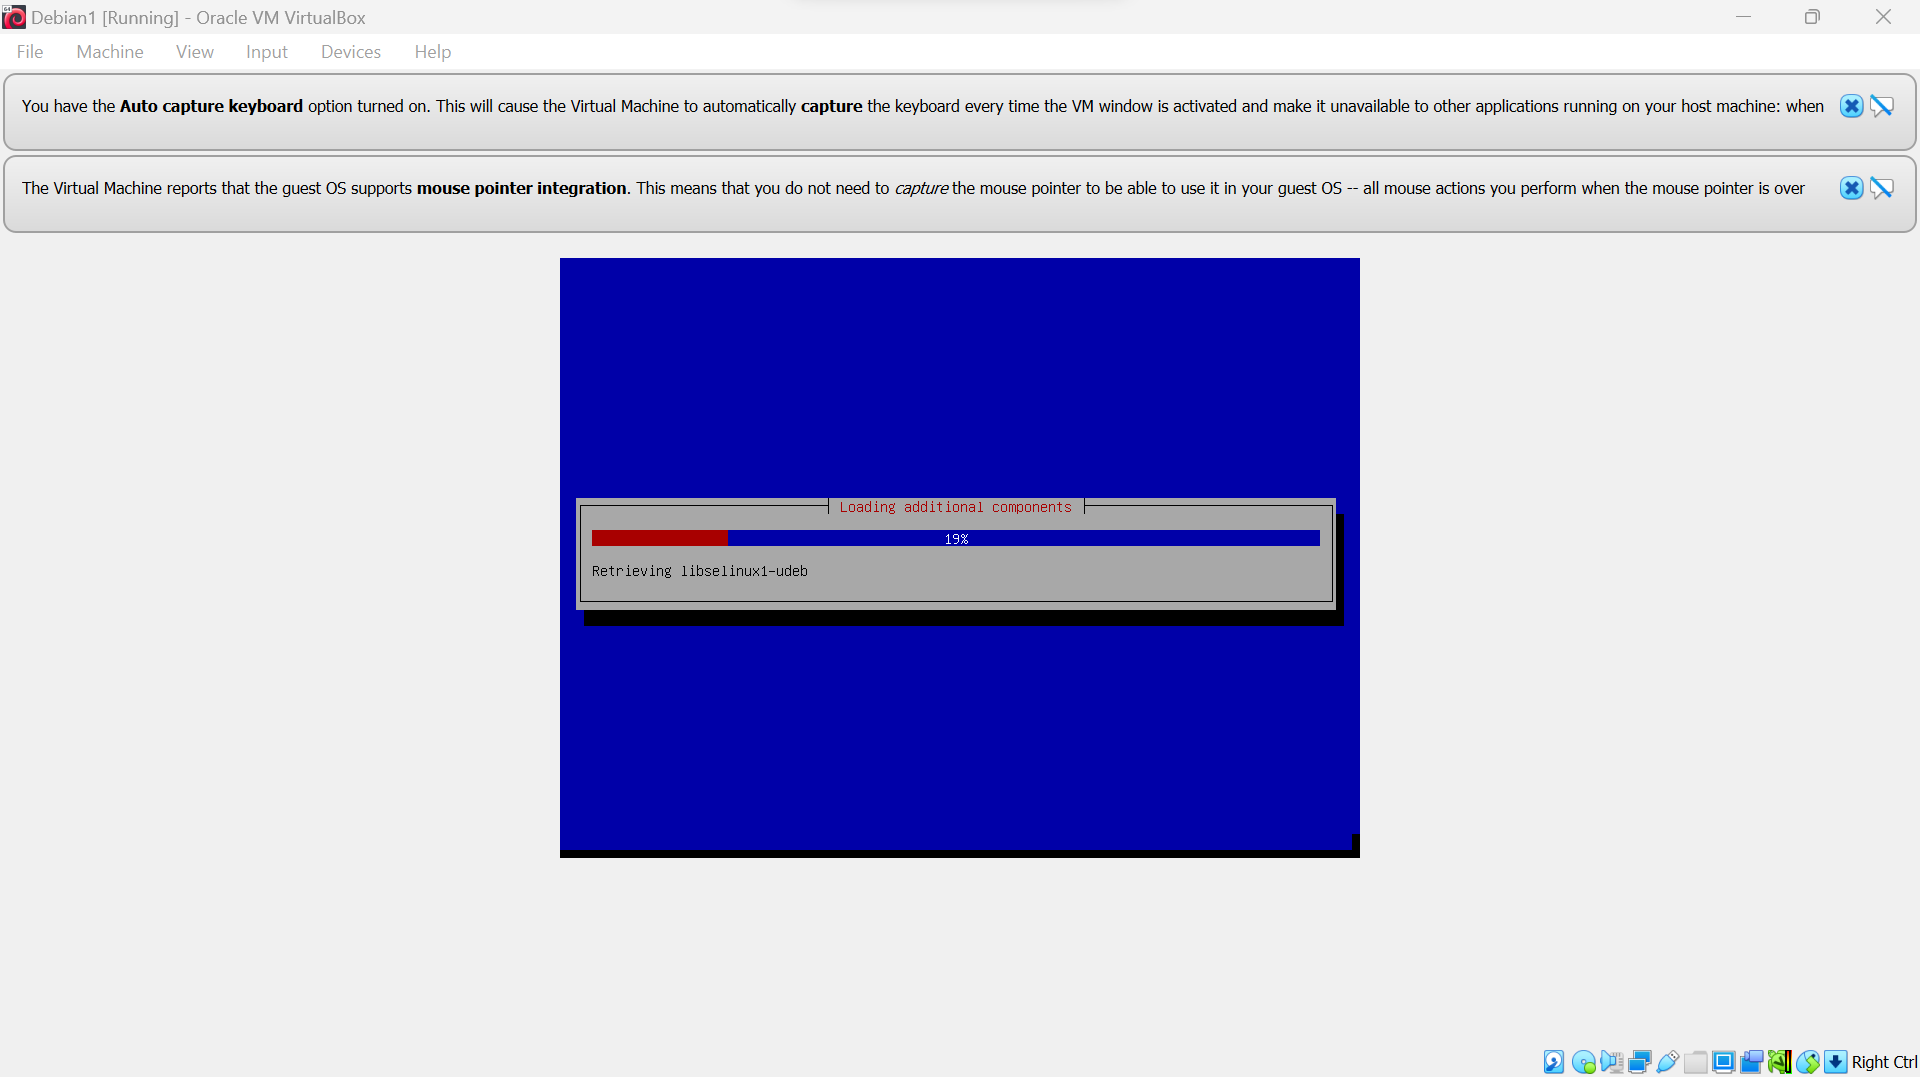 Debian1 [Running] - Oracle VM VirtualBox
File Machine View Input Devices Help
You have the Auto capture keyboard option turned on. This will cause the Virtual Machine to automatically capture the keyboard every time the VM window is activated and make it unavailable to other applications running on your host machine: when
The Virtual Machine reports that the guest OS supports mouse pointer integration. This means that you do not need to capture the mouse pointer to be able to use it in your guest OS -- all mouse actions you perform when the mouse pointer is over
Loading additional components
19%
Retrieving libselinux1-udeb
Right Ctrl